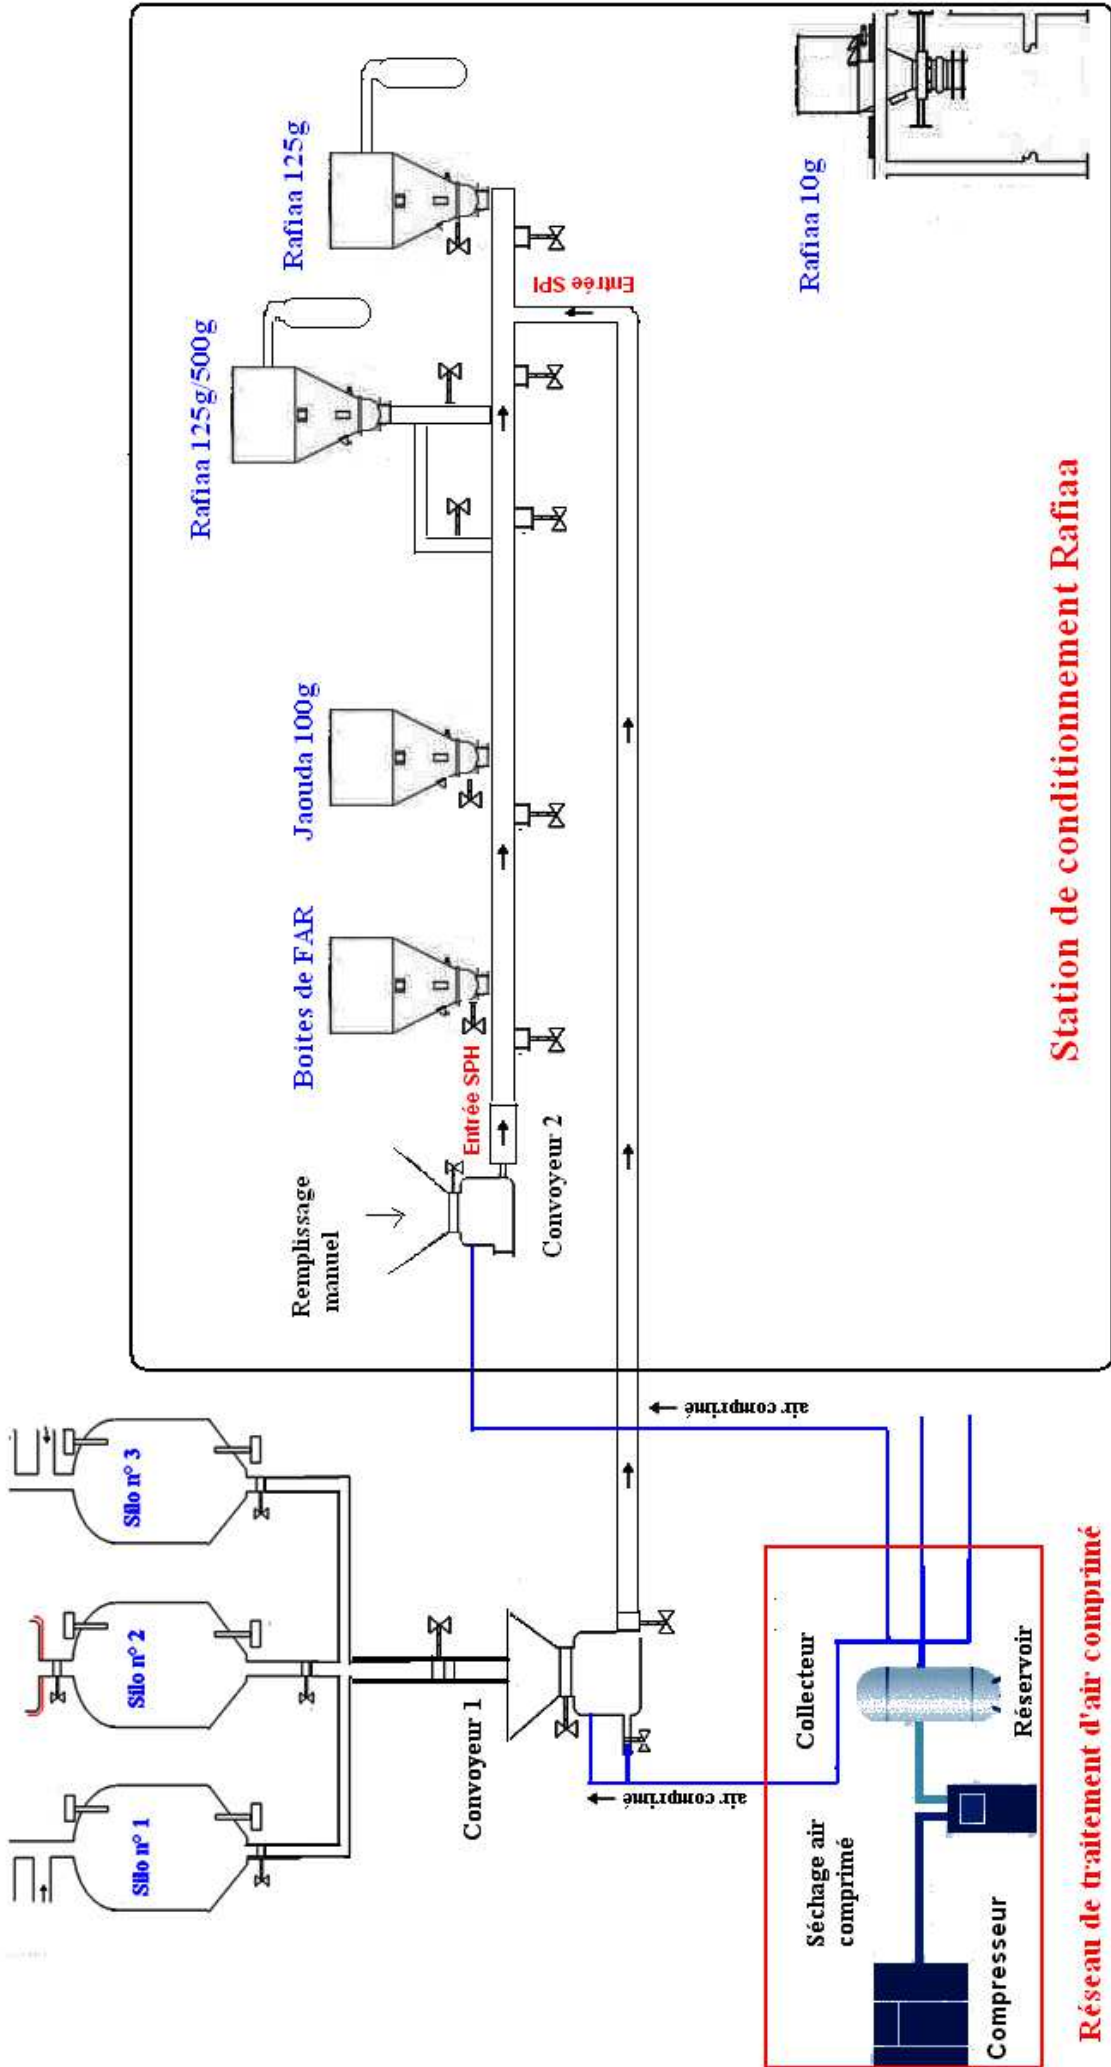 Silo n° 1
Silo n° 2
Silo n° 3
Convoyeur 1
Remplissage
manuel
Convoyeur 2
Entrée SPH
Boites de FAR
Jaouda 100g
Rafiaa 125g/500g
Rafiaa 125g
Entrée SPI
Rafiaa 10g
Station de conditionnement Rafiaa
air comprimé
air comprimé
Collecteur
Réservoir
Séchage air
comprimé
Compresseur
Réseau de traitement d'air comprimé